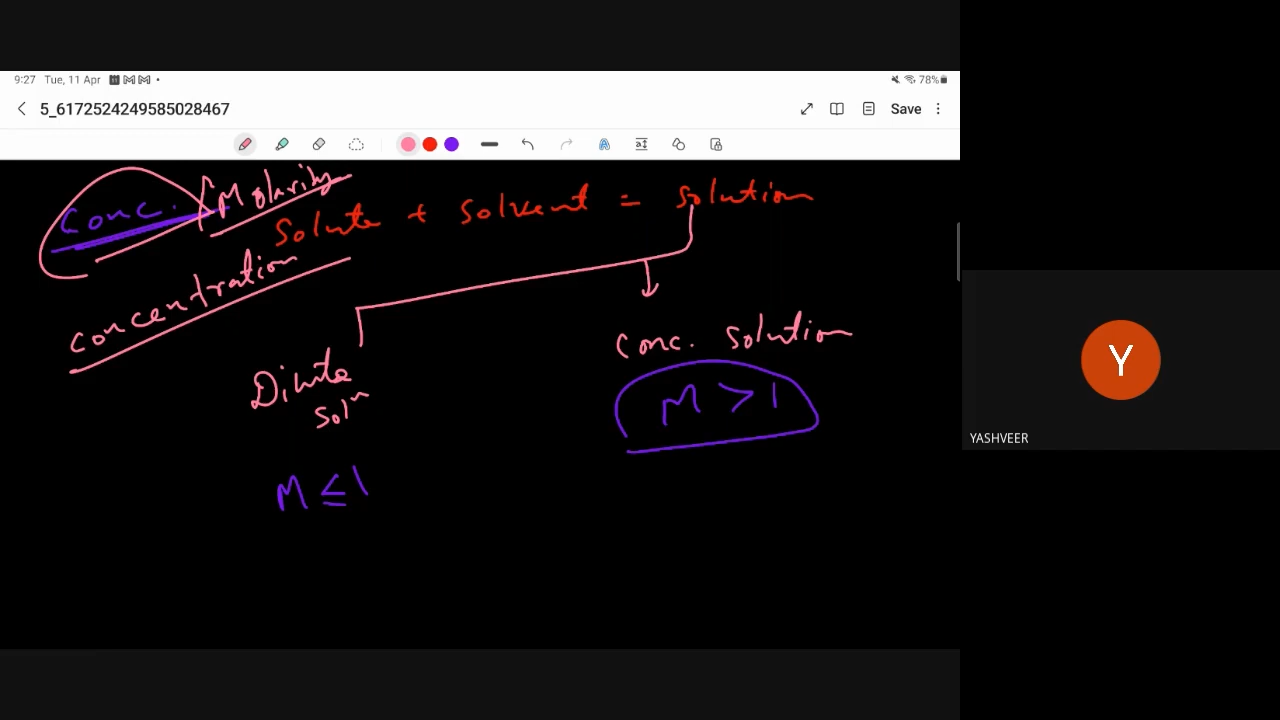 9:27 Tue, 11 Apr
78%
5_6172524249585028467
Save
Conc. [Molarity
Solute + Solvent = Solution
Concentration
Conc. Solution
Dilute
Solⁿ
M > 1
M ≤ 1
Y
YASHVEER